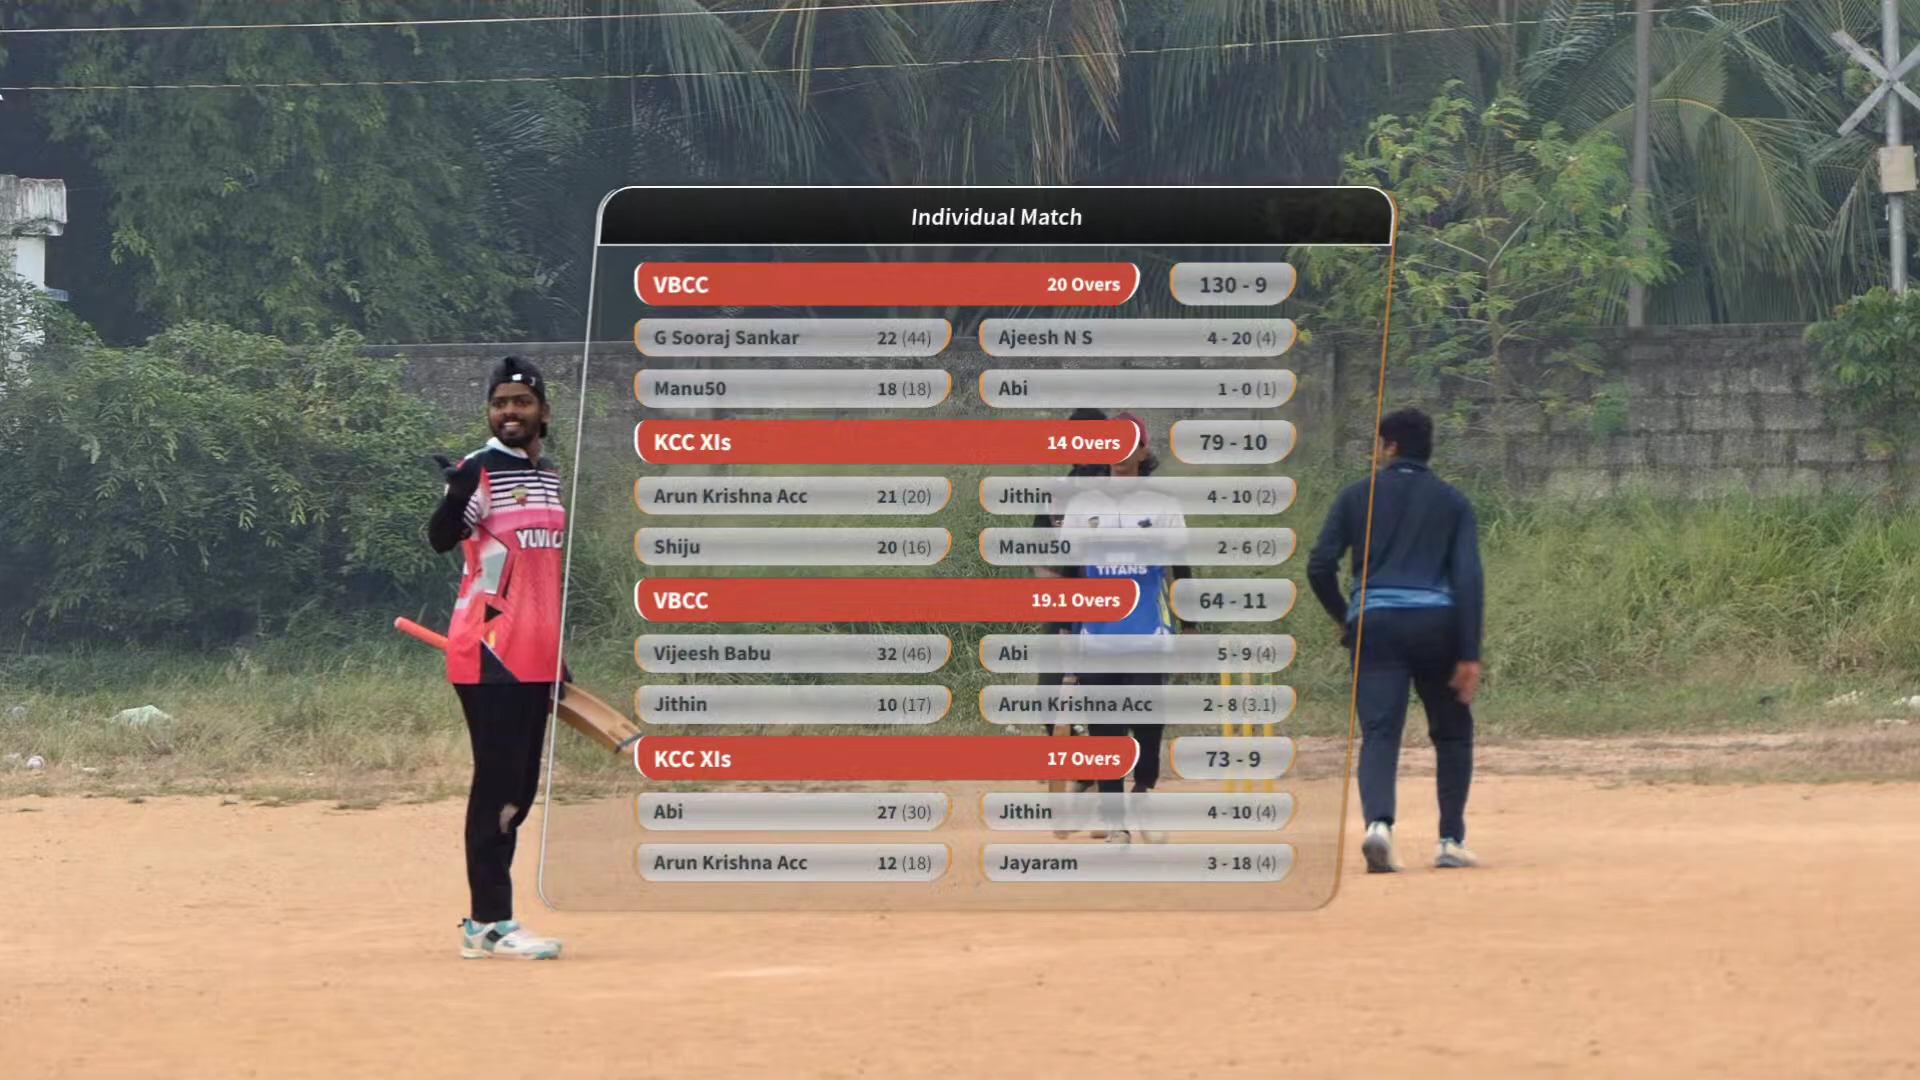 Individual Match
VBCC 20 Overs 130 - 9
G Sooraj Sankar 22 (44) Ajeesh N S 4 - 20 (4)
Manu50 18 (18) Abi 1 - 0 (1)
KCC XIs 14 Overs 79 - 10
Arun Krishna Acc 21 (20) Jithin 4 - 10 (2)
Shiju 20 (16) Manu50 2 - 6 (2)
VBCC 19.1 Overs 64 - 11
Vijeesh Babu 32 (46) Abi 5 - 9 (4)
Jithin 10 (17) Arun Krishna Acc 2 - 8 (3.1)
KCC XIs 17 Overs 73 - 9
Abi 27 (30) Jithin 4 - 10 (4)
Arun Krishna Acc 12 (18) Jayaram 3 - 18 (4)
TITANS